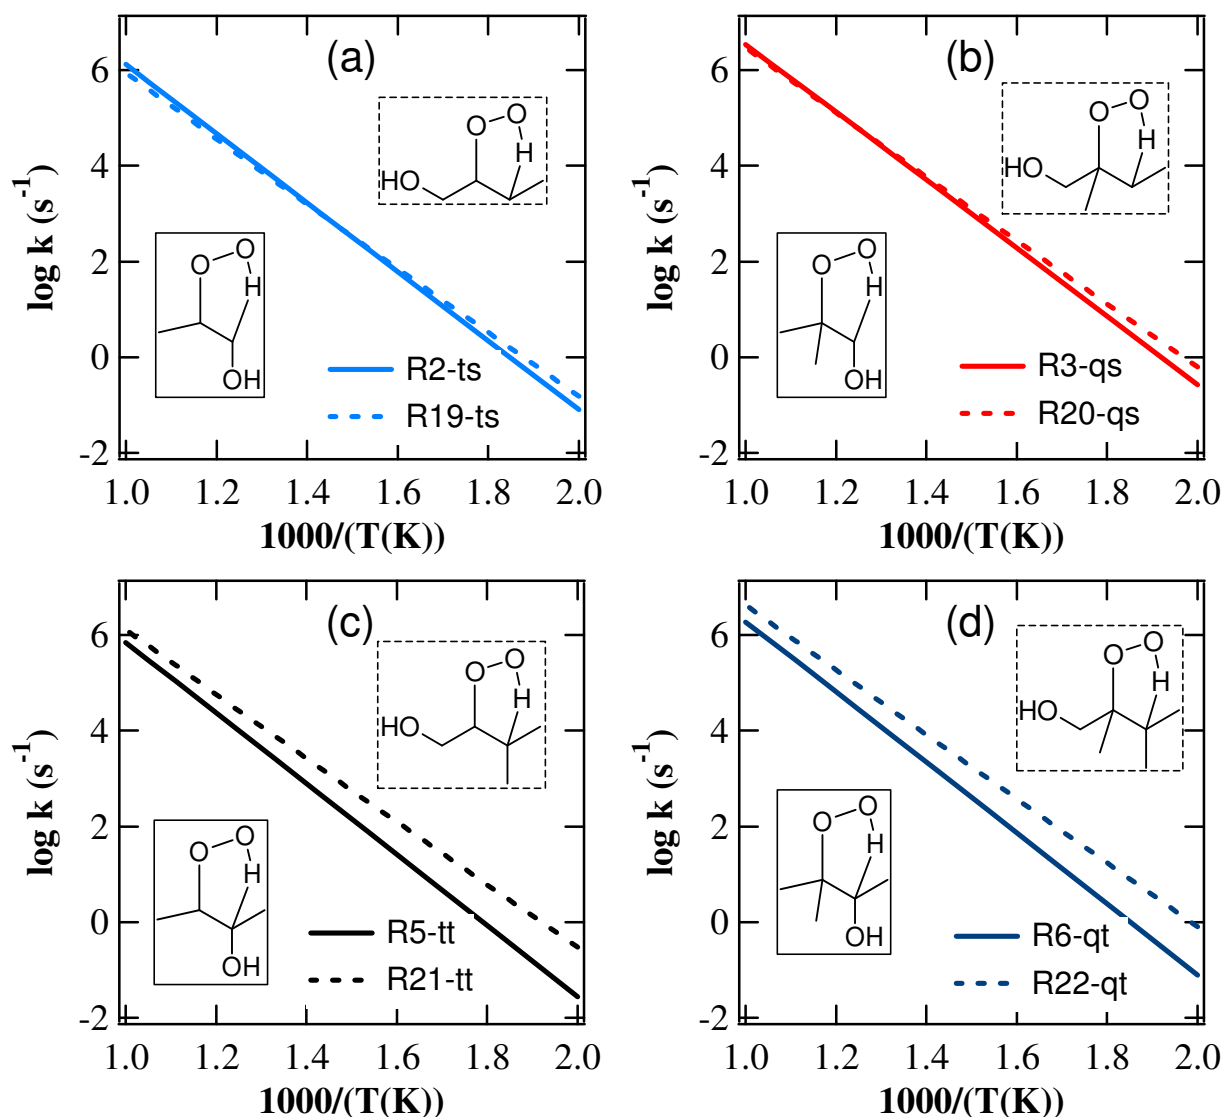 (a)
6
4
2
0
-2
log k (s-1)
O
O
H
HO
O
O
H
OH
R2-ts
R19-ts
1.0 1.2 1.4 1.6 1.8 2.0
1000/(T(K))
(b)
6
4
2
0
-2
log k (s-1)
O
O
H
HO
O
O
H
OH
R3-qs
R20-qs
1.0 1.2 1.4 1.6 1.8 2.0
1000/(T(K))
(c)
6
4
2
0
-2
log k (s-1)
O
O
H
HO
O
O
H
OH
R5-tt
R21-tt
1.0 1.2 1.4 1.6 1.8 2.0
1000/(T(K))
(d)
6
4
2
0
-2
log k (s-1)
O
O
H
HO
O
O
H
OH
R6-qt
R22-qt
1.0 1.2 1.4 1.6 1.8 2.0
1000/(T(K))